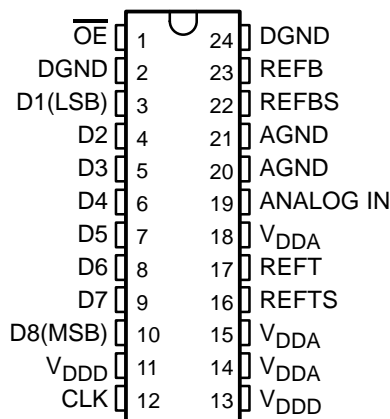 OE 1 24 DGND
DGND 2 23 REFB
D1(LSB) 3 22 REFBS
D2 4 21 AGND
D3 5 20 AGND
D4 6 19 ANALOG IN
D5 7 18 VDDA
D6 8 17 REFT
D7 9 16 REFTS
D8(MSB) 10 15 VDDA
VDDD 11 14 VDDA
CLK 12 13 VDDD